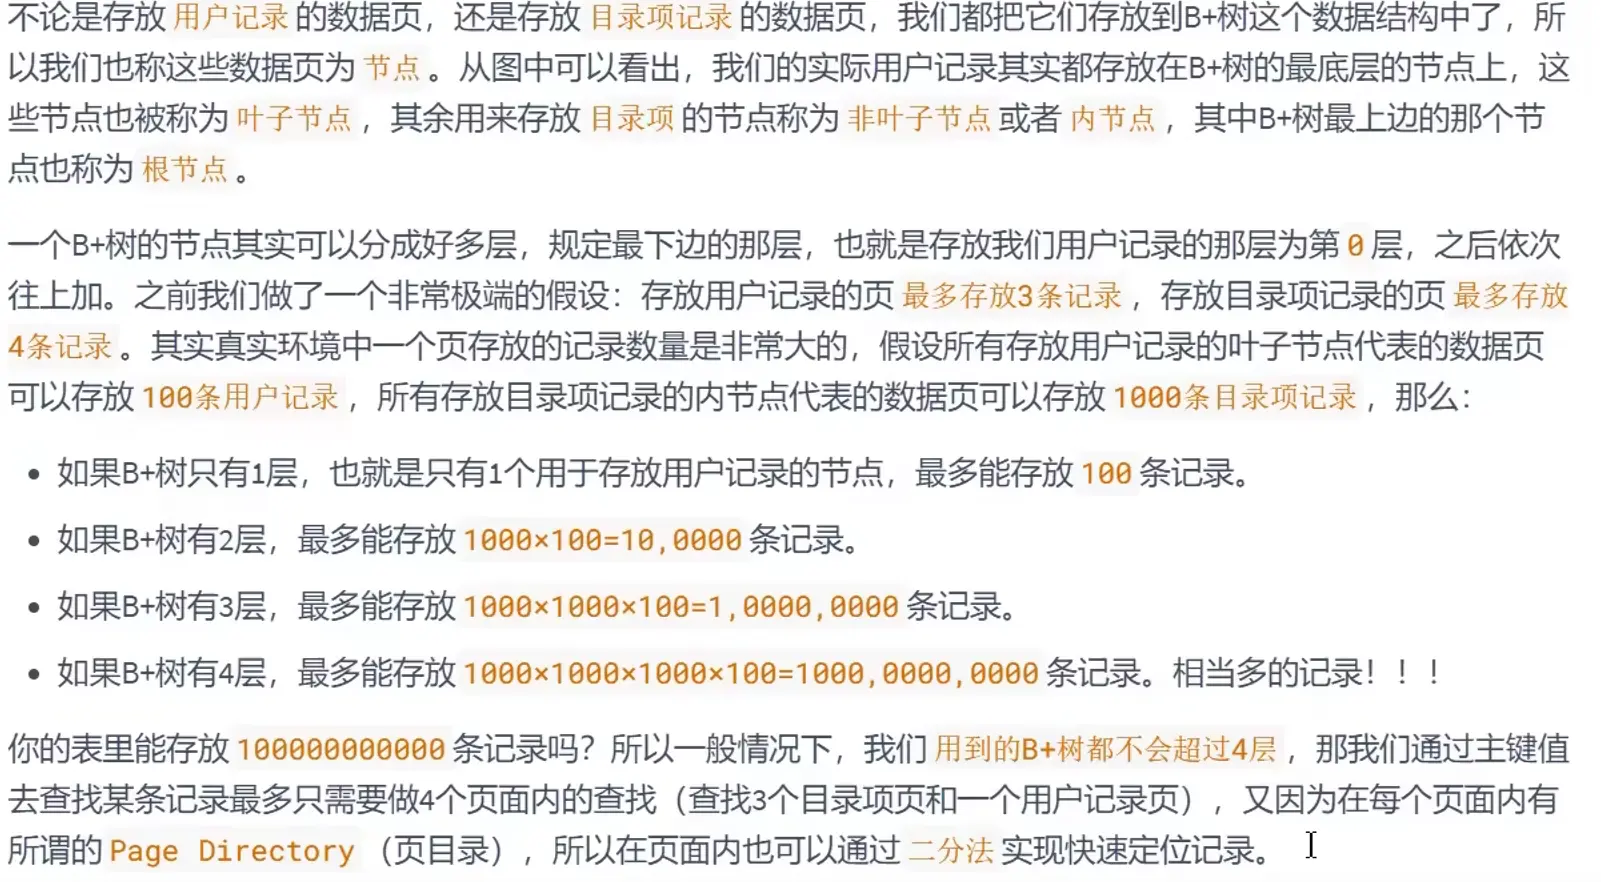 不论是存放 用户记录 的数据页，还是存放 目录项记录 的数据页，我们都把它们存放到B+树这个数据结构中了，所
以我们也称这些数据页为 节点 。从图中可以看出，我们的实际用户记录其实都存放在B+树的最底层的节点上，这
些节点也被称为 叶子节点 ，其余用来存放 目录项 的节点称为 非叶子节点 或者 内节点 ，其中B+树最上边的那个节
点也称为 根节点 。
一个B+树的节点其实可以分成好多层，规定最下边的那层，也就是存放我们用户记录的那层为第 0 层，之后依次
往上加。之前我们做了一个非常极端的假设：存放用户记录的页 最多存放3条记录 ，存放目录项记录的页 最多存放
4条记录 。其实真实环境中一个页存放的记录数量是非常大的，假设所有存放用户记录的叶子节点代表的数据页
可以存放 100条用户记录 ，所有存放目录项记录的内节点代表的数据页可以存放 1000条目录项记录 ，那么：
• 如果B+树只有1层，也就是只有1个用于存放用户记录的节点，最多能存放 100 条记录。
• 如果B+树有2层，最多能存放 1000×100=10,0000 条记录。
• 如果B+树有3层，最多能存放 1000×1000×100=1,0000,0000 条记录。
• 如果B+树有4层，最多能存放 1000×1000×1000×100=1000,0000,0000 条记录。相当多的记录！！！
你的表里能存放 100000000000 条记录吗？所以一般情况下，我们 用到的B+树都不会超过4层 ，那我们通过主键值
去查找某条记录最多只需要做4个页面内的查找（查找3个目录项页和一个用户记录页），又因为在每个页面内有
所谓的 Page Directory （页目录），所以在页面内也可以通过 二分法 实现快速定位记录。